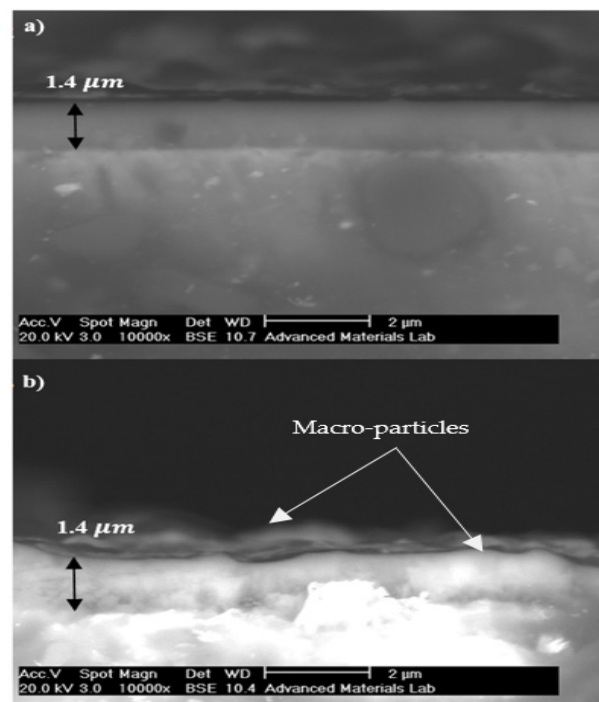 a)
1.4 μm
Acc.V Spot Magn Det WD 2 μm
20.0 kV 3.0 10000x BSE 10.7 Advanced Materials Lab
b)
Macro-particles
1.4 μm
Acc.V Spot Magn Det WD 2 μm
20.0 kV 3.0 10000x BSE 10.4 Advanced Materials Lab